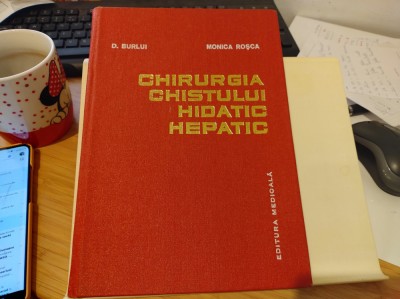 D. BURLUI MONICA ROȘCA
CHIRURGIA
CHISTULUI
HIDATIC
HEPATIC
EDITURA MEDICALĂ